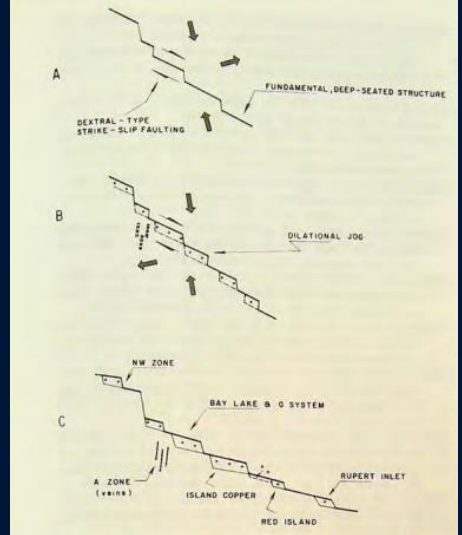 A
FUNDAMENTAL, DEEP-SEATED STRUCTURE
DEXTRAL-TYPE
STRIKE-SLIP FAULTING
B
DILATIONAL JOG
NW ZONE
BAY LAKE & G SYSTEM
C
A ZONE
(veins)
ISLAND COPPER
RED ISLAND
RUPERT INLET